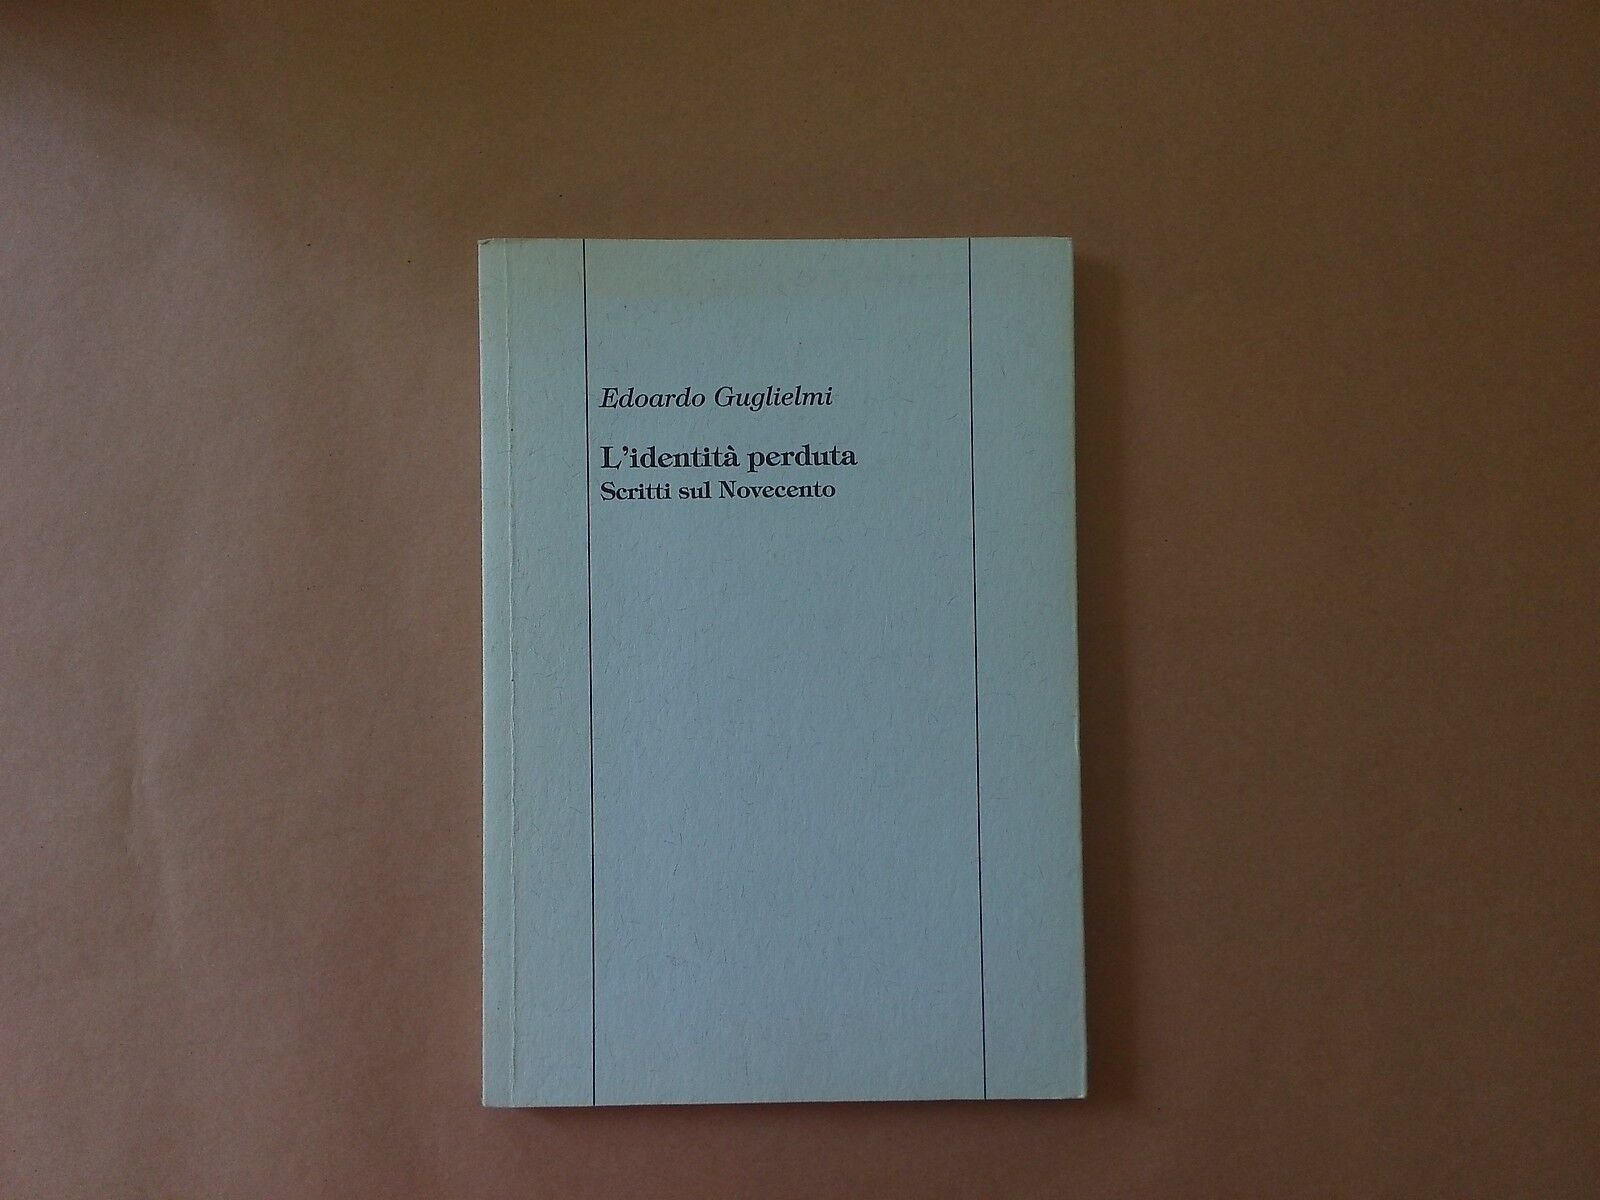 Edoardo Guglielmi
L'identità perduta
Scritti sul Novecento